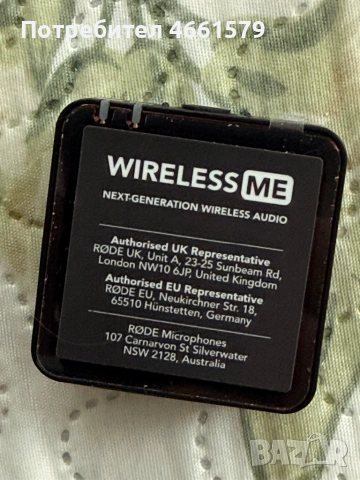 Потребител 4661579
WIRELESS ME
NEXT-GENERATION WIRELESS AUDIO
Authorised UK Representative
RØDE UK, Unit A, 23-25 Sunbeam Rd,
London NW10 6JP, United Kingdom
Authorised EU Representative
RØDE EU, Neukirchner Str. 18,
65510 Hünstetten, Germany
RØDE Microphones
107 Carnarvon St Silverwater
NSW 2128, Australia
BAZAR